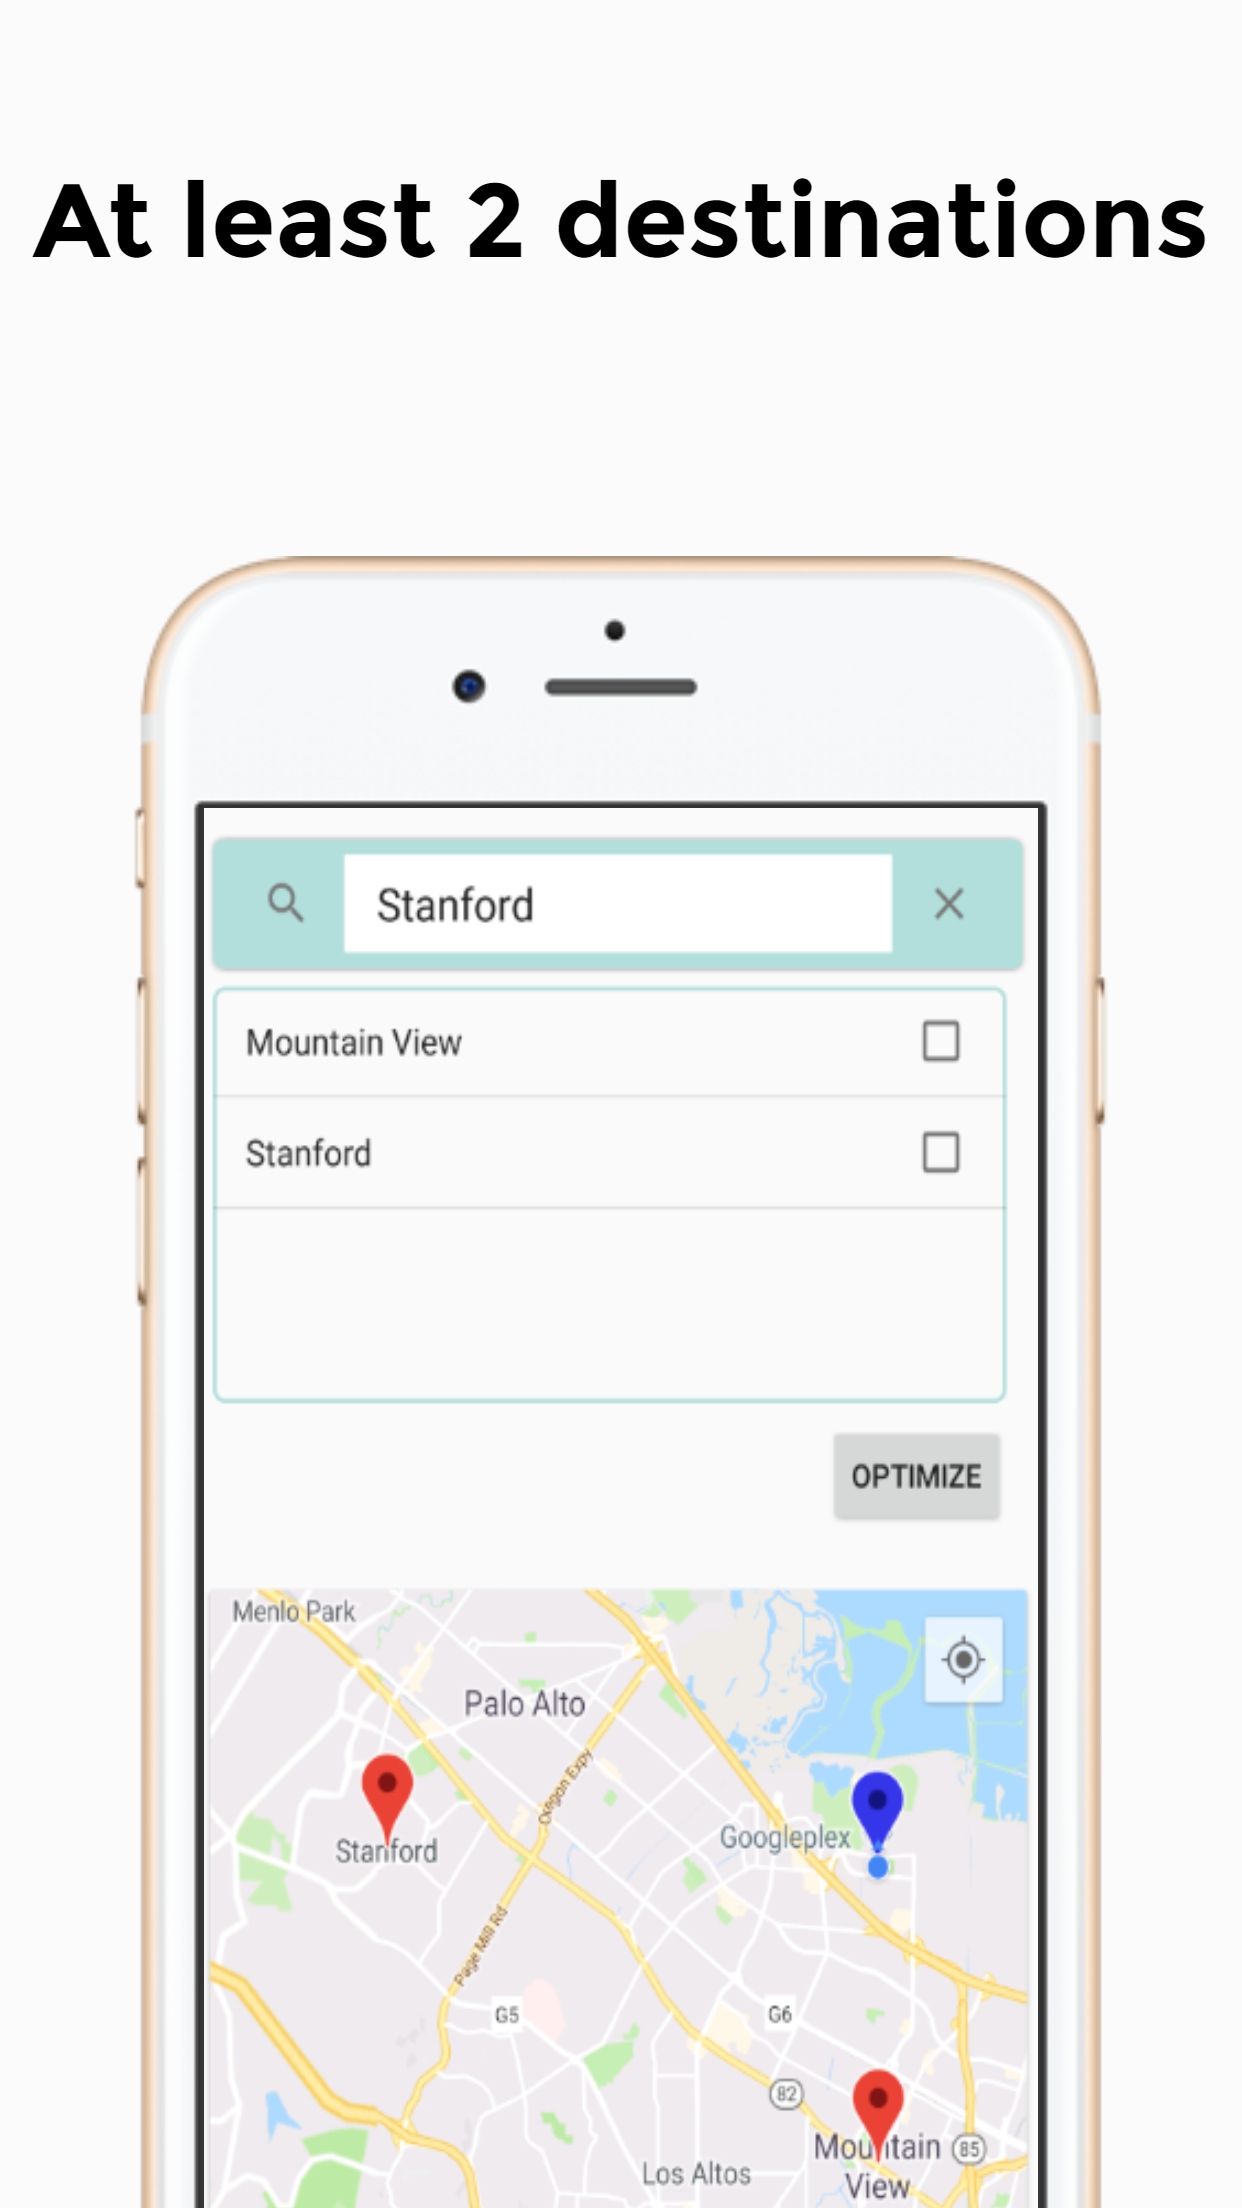 At least 2 destinations
Stanford
Mountain View
Stanford
OPTIMIZE
Menlo Park
Palo Alto
Oregon Expy
Stanford
Googleplex
Page Mill Rd
G5
G6
82
Mountain
View
85
Los Altos